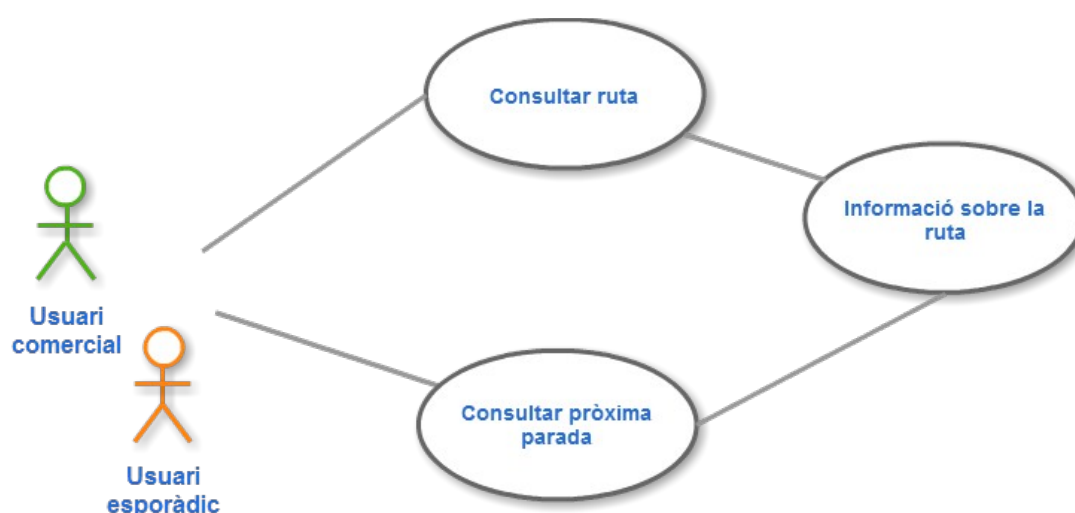 Consultar ruta
Informació sobre la
ruta
Usuari
comercial
Consultar pròxima
parada
Usuari
esporàdic